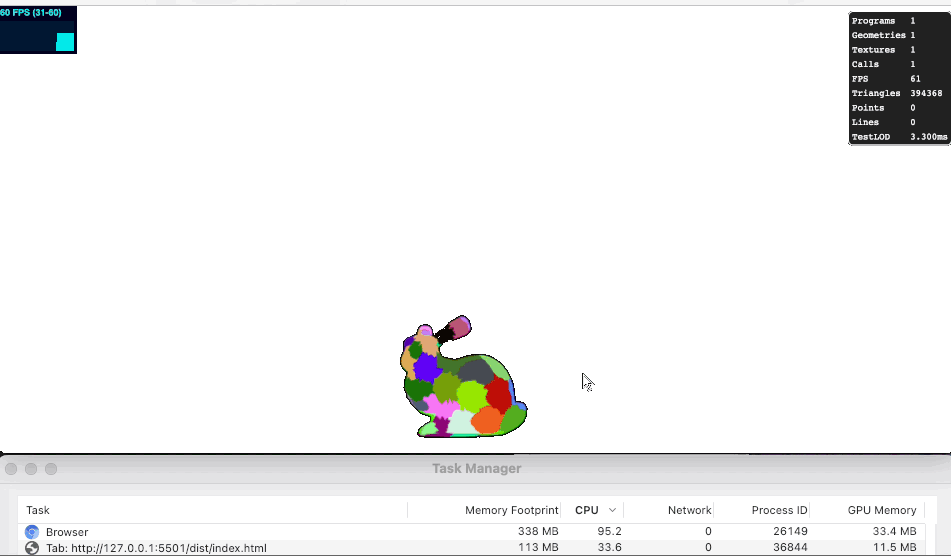 60 FPS (31-60)
Programs 1
Geometries 1
Textures 1
Calls 1
FPS 61
Triangles 394368
Points 0
Lines 0
TestLOD 3.300ms
Task Manager
Task Memory Footprint CPU Network Process ID GPU Memory
Browser 338 MB 95.2 0 26149 33.4 MB
Tab: http://127.0.0.1:5501/dist/index.html 113 MB 33.6 0 36844 11.5 MB